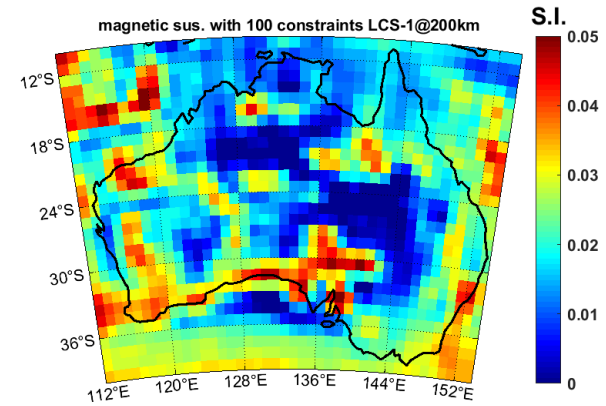 magnetic sus. with 100 constraints LCS-1@200km
S.I.
0.05
0.04
0.03
0.02
0.01
0
12°S
18°S
24°S
30°S
36°S
112°E 120°E 128°E 136°E 144°E 152°E